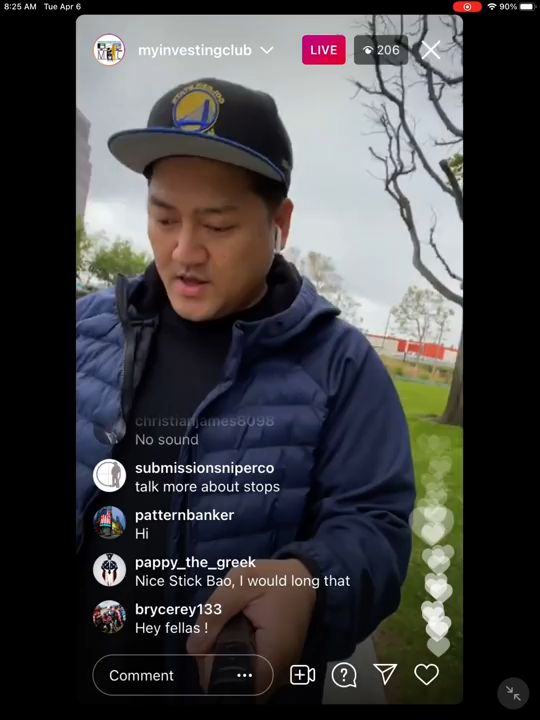 8:25 AM Tue Apr 6
90%
myinvestingclub
LIVE
206
christianjames8098
No sound
submissionsniperco
talk more about stops
patternbanker
Hi
pappy_the_greek
Nice Stick Bao, I would long that
brycerey133
Hey fellas !
Comment